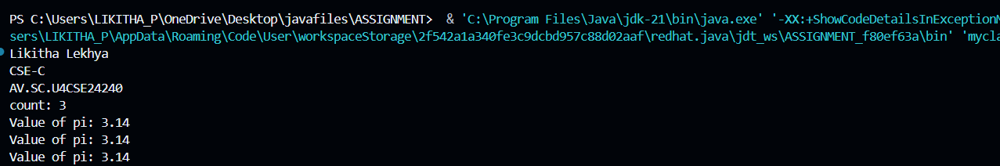 PS C:\Users\LIKITHA_P\OneDrive\Desktop\javafiles\ASSIGNMENT>  & 'C:\Program Files\Java\jdk-21\bin\java.exe' '-XX:+ShowCodeDetailsInExceptionM
sers\LIKITHA_P\AppData\Roaming\Code\User\workspaceStorage\2f542a1a340fe3c9dcbd957c88d02aaf\redhat.java\jdt_ws\ASSIGNMENT_f80ef63a\bin' 'mycla
Likitha Lekhya
CSE-C
AV.SC.U4CSE24240
count: 3
Value of pi: 3.14
Value of pi: 3.14
Value of pi: 3.14